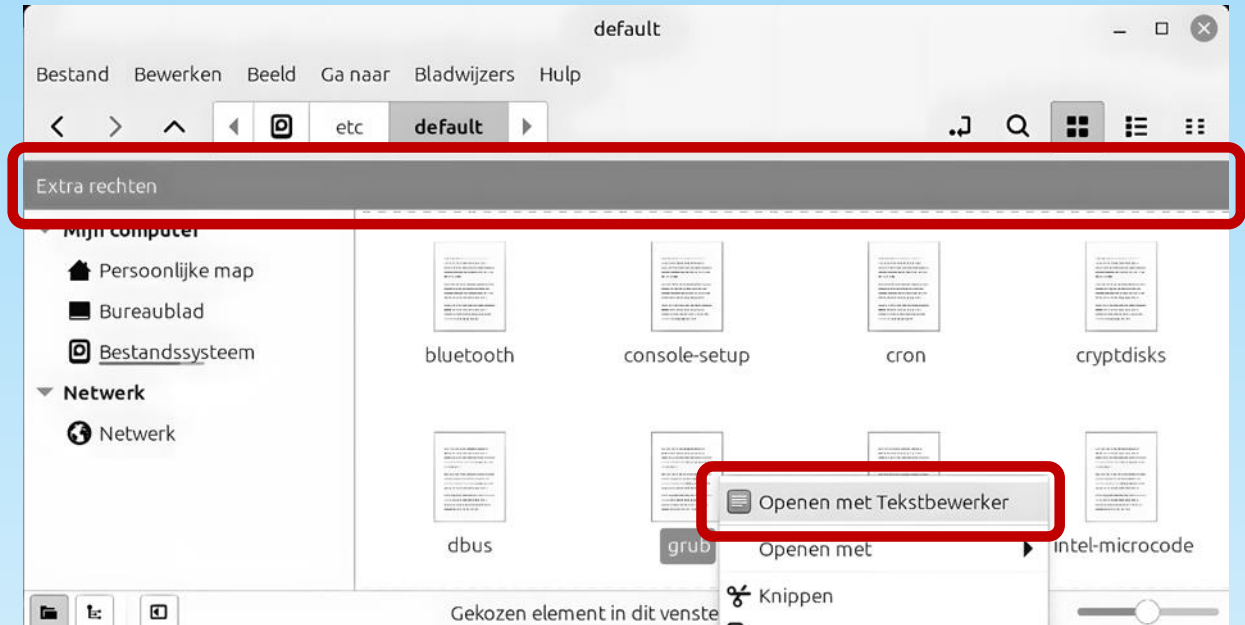 default
Bestand Bewerken Beeld Ga naar Bladwijzers Hulp
etc default
Extra rechten
Mijn computer
Persoonlijke map
Bureaublad
Bestandssysteem
Netwerk
Netwerk
bluetooth console-setup cron cryptdisks
dbus grub intel-microcode
Openen met Tekstbewerker
Openen met
Knippen
Gekozen element in dit venste